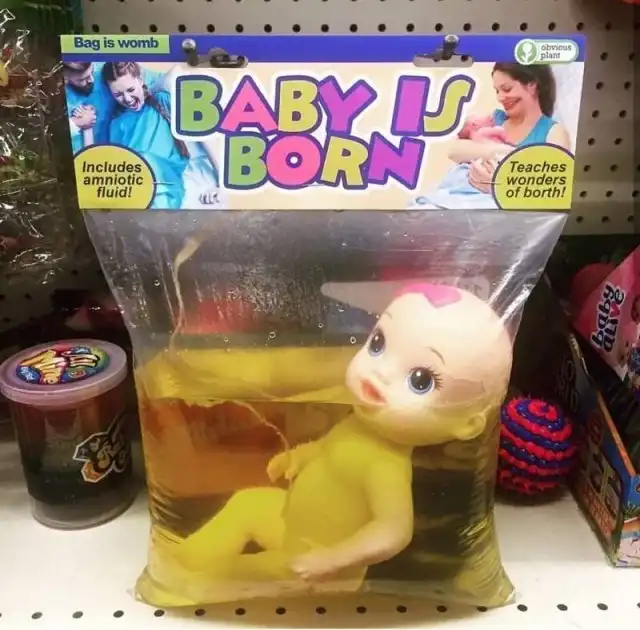 Bag is womb
obvious
plant
BABY IS
BORN
Includes
amniotic
fluid!
Teaches
wonders
of borth!
baby
alive